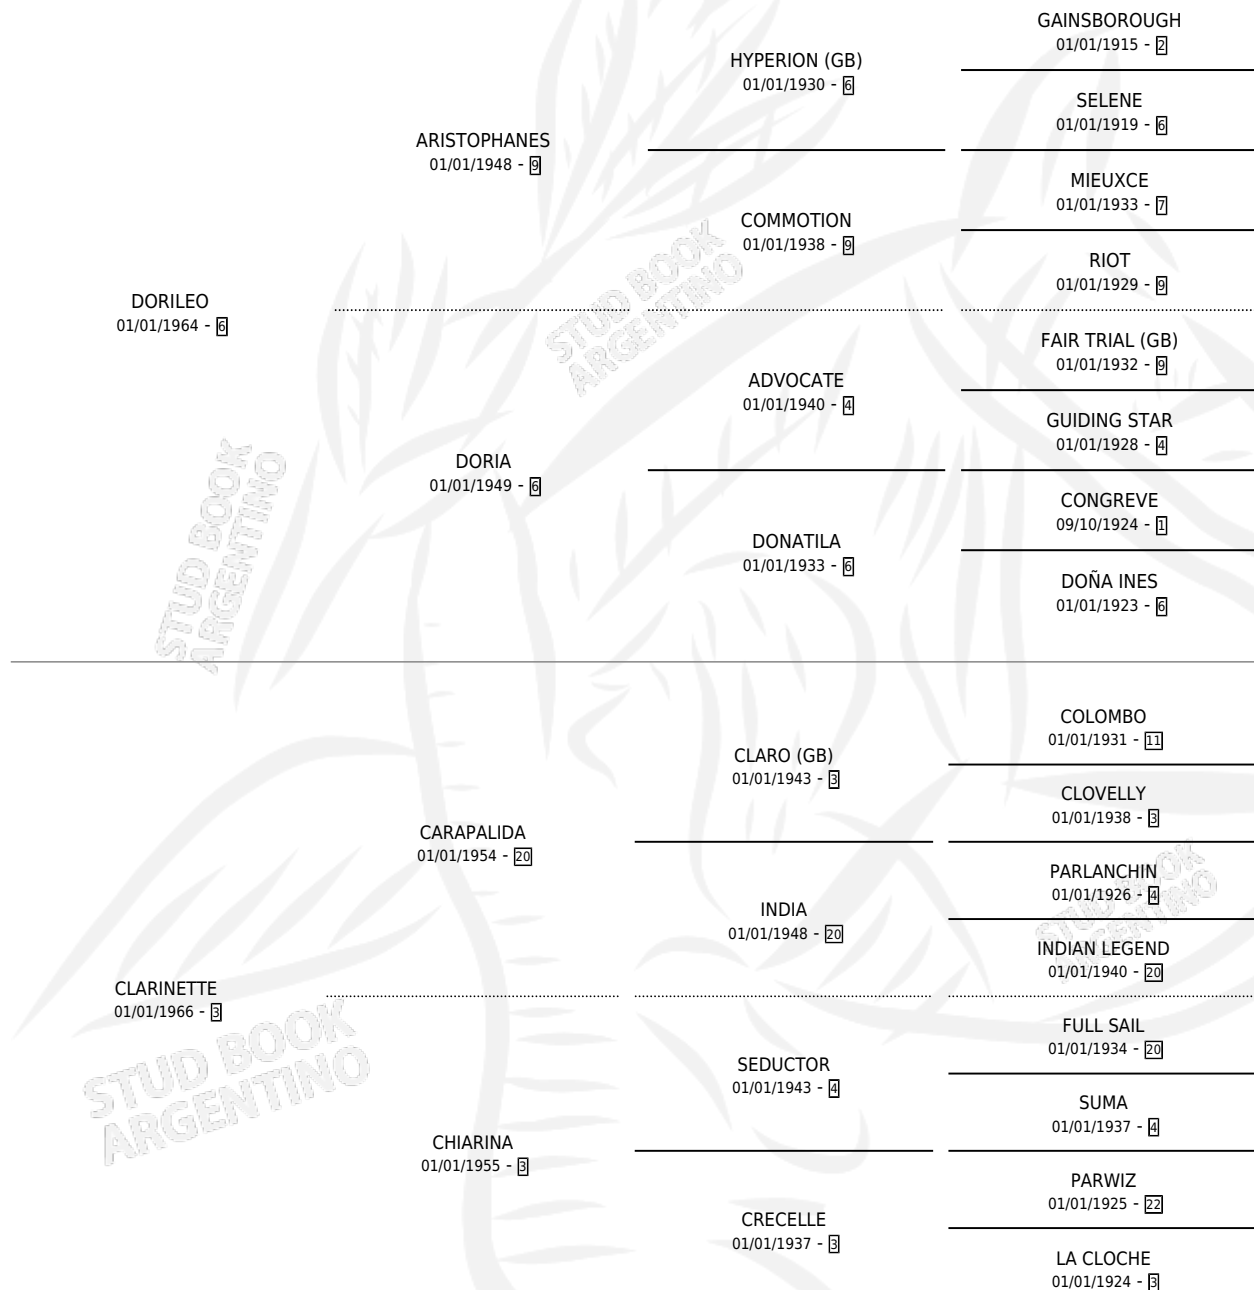 GAINSBOROUGH
01/01/1915 - 2
HYPERION (GB)
01/01/1930 - 6
SELENE
01/01/1919 - 6
ARISTOPHANES
01/01/1948 - 9
MIEUXCE
01/01/1933 - 7
COMMOTION
01/01/1938 - 9
RIOT
01/01/1929 - 9
DORILEO
01/01/1964 - 6
FAIR TRIAL (GB)
01/01/1932 - 9
ADVOCATE
01/01/1940 - 4
GUIDING STAR
01/01/1928 - 4
DORIA
01/01/1949 - 6
CONGREVE
09/10/1924 - 1
DONATILA
01/01/1933 - 6
DOÑA INES
01/01/1923 - 6
COLOMBO
01/01/1931 - 11
CLARO (GB)
01/01/1943 - 3
CLOVELLY
01/01/1938 - 3
CARAPALIDA
01/01/1954 - 20
PARLANCHIN
01/01/1926 - 4
INDIA
01/01/1948 - 20
INDIAN LEGEND
01/01/1940 - 20
CLARINETTE
01/01/1966 - 3
FULL SAIL
01/01/1934 - 20
SEDUCTOR
01/01/1943 - 4
SUMA
01/01/1937 - 4
CHIARINA
01/01/1955 - 3
PARWIZ
01/01/1925 - 22
CRECELLE
01/01/1937 - 3
LA CLOCHE
01/01/1924 - 3
STUD BOOK
ARGENTINO
STUD BOOK
ARGENTINO
STUD BOOK
ARGENTINO
STUD BOOK
ARGENTINO